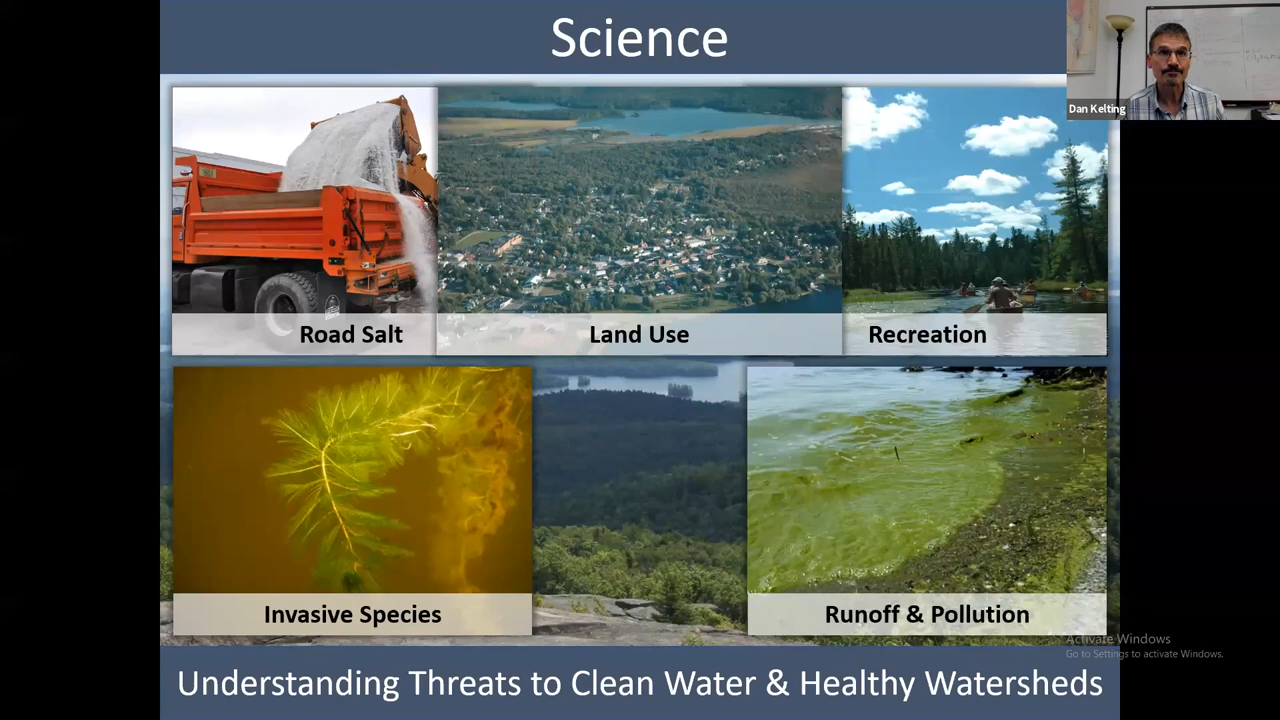 Science
Dan Kelting
Road Salt
Land Use
Recreation
Invasive Species
Runoff & Pollution
Activate Windows
Go to Settings to activate Windows.
Understanding Threats to Clean Water & Healthy Watersheds